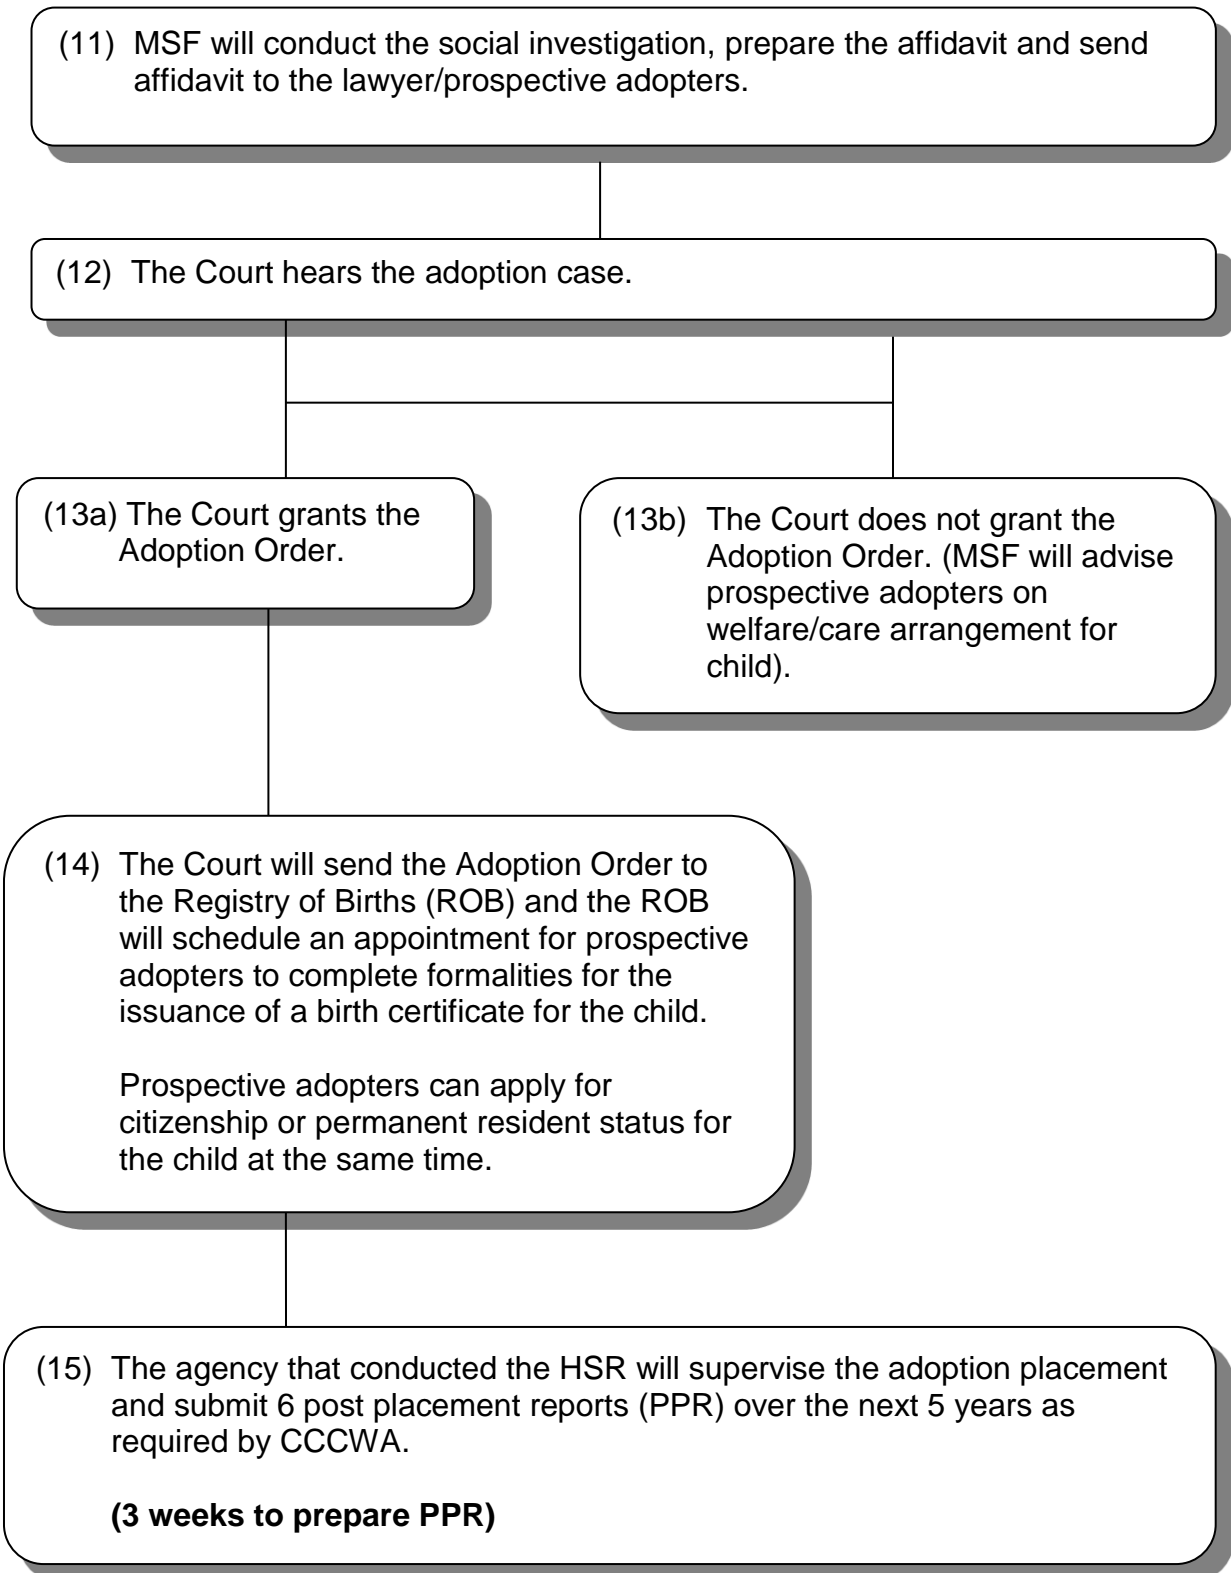 (11) MSF will conduct the social investigation, prepare the affidavit and send
affidavit to the lawyer/prospective adopters.
(12) The Court hears the adoption case.
(13a) The Court grants the
Adoption Order.
(13b) The Court does not grant the
Adoption Order. (MSF will advise
prospective adopters on
welfare/care arrangement for
child).
(14) The Court will send the Adoption Order to
the Registry of Births (ROB) and the ROB
will schedule an appointment for prospective
adopters to complete formalities for the
issuance of a birth certificate for the child.
Prospective adopters can apply for
citizenship or permanent resident status for
the child at the same time.
(15) The agency that conducted the HSR will supervise the adoption placement
and submit 6 post placement reports (PPR) over the next 5 years as
required by CCCWA.
(3 weeks to prepare PPR)